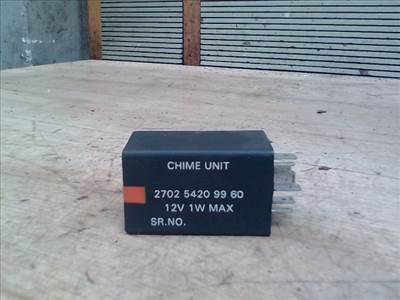 CHIME UNIT
2702 5420 99 60
12V 1W MAX
SR.NO.